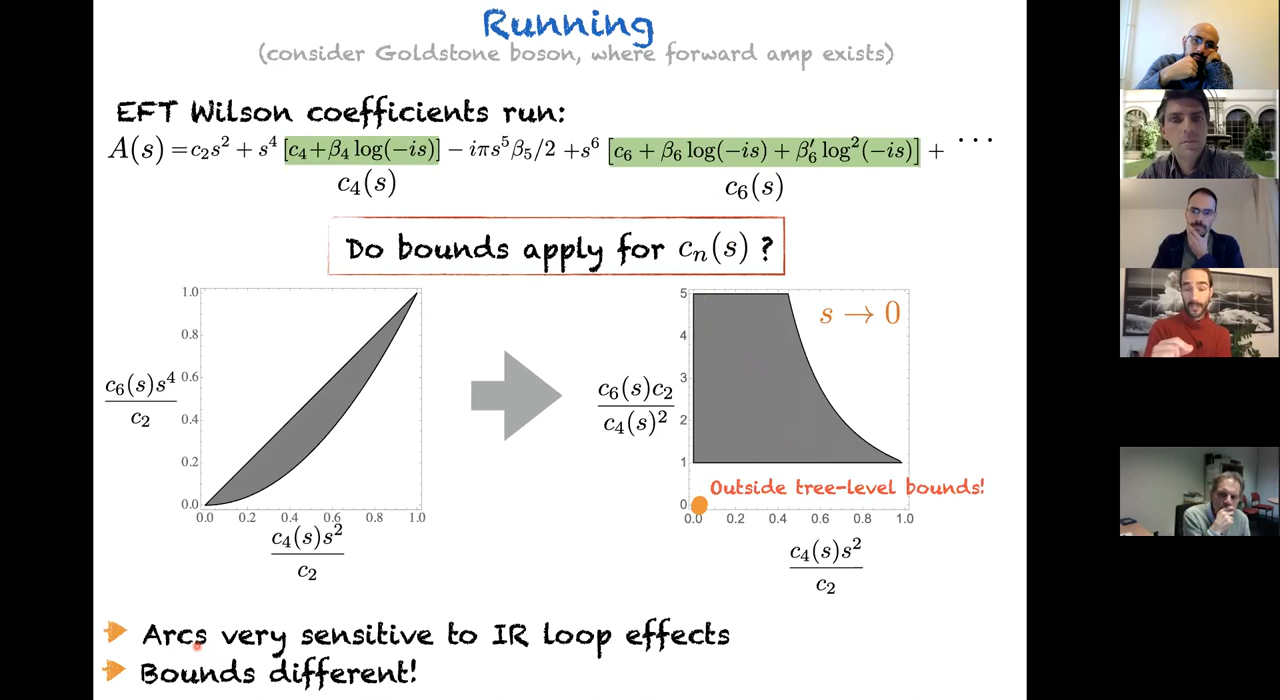 Running
(consider Goldstone boson, where forward amp exists)
EFT Wilson coefficients run:
A(s) = c₂s² + s⁴ [c₄ + β₄ log(−is)] − iπs⁵β₅/2 + s⁶ [c₆ + β₆ log(−is) + β′₆ log²(−is)] + ⋯
c₄(s)
c₆(s)
Do bounds apply for cₙ(s) ?
1.0
0.8
0.6
0.4
0.2
0.0
c₆(s)s⁴
c₂
0.0 0.2 0.4 0.6 0.8 1.0
c₄(s)s²
c₂
s → 0
5
4
3
2
1
0
c₆(s)c₂
c₄(s)²
Outside tree-level bounds!
0.0 0.2 0.4 0.6 0.8 1.0
c₄(s)s²
c₂
Arcs very sensitive to IR loop effects
Bounds different!